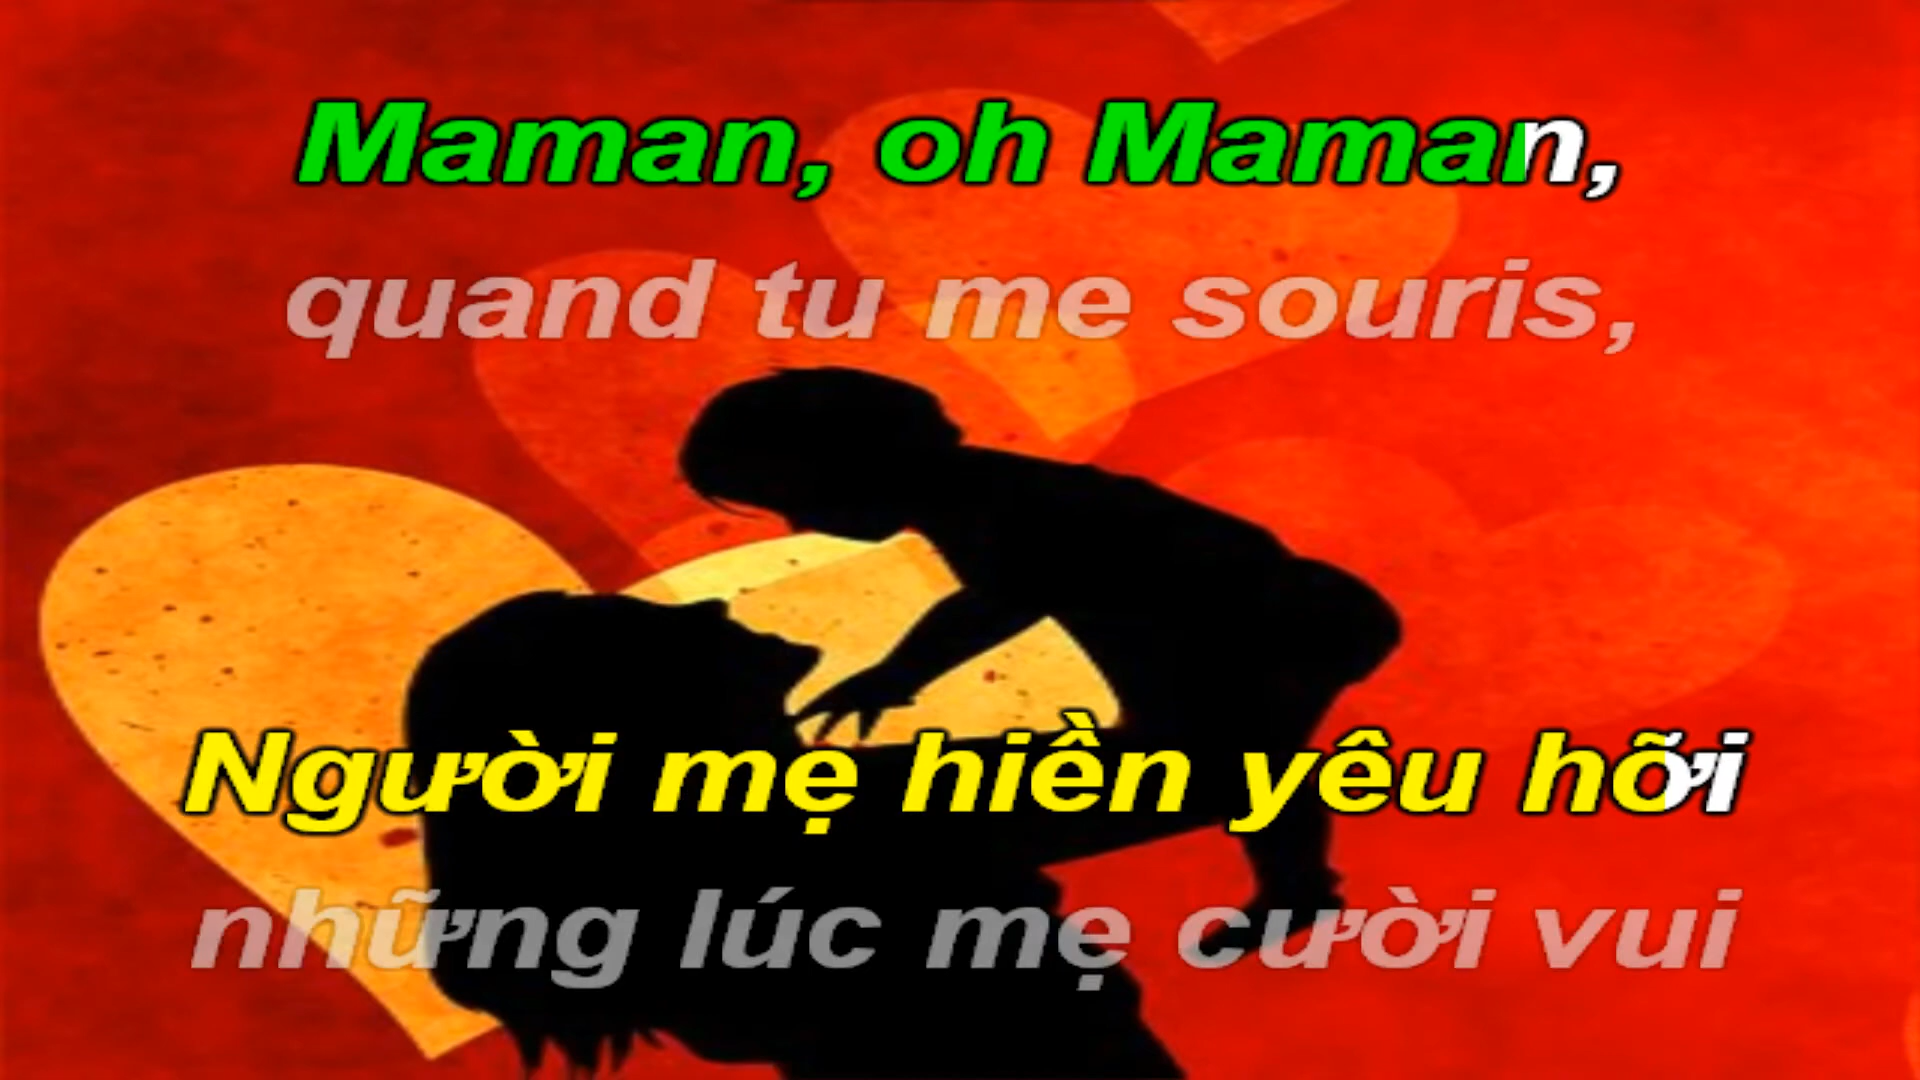 Maman, oh Maman,
quand tu me souris,
Người mẹ hiền yêu hỡi
những lúc mẹ cười vui